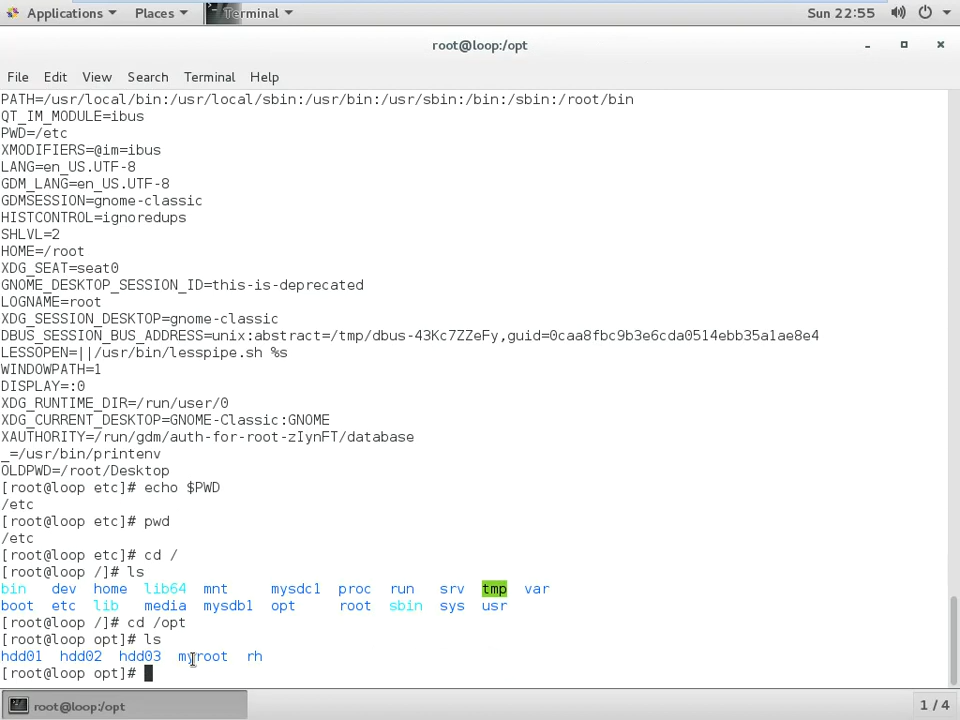 Applications Places Terminal Sun 22:55
root@loop:/opt
File Edit View Search Terminal Help
PATH=/usr/local/bin:/usr/local/sbin:/usr/bin:/usr/sbin:/bin:/sbin:/root/bin
QT_IM_MODULE=ibus
PWD=/etc
XMODIFIERS=@im=ibus
LANG=en_US.UTF-8
GDM_LANG=en_US.UTF-8
GDMSESSION=gnome-classic
HISTCONTROL=ignoredups
SHLVL=2
HOME=/root
XDG_SEAT=seat0
GNOME_DESKTOP_SESSION_ID=this-is-deprecated
LOGNAME=root
XDG_SESSION_DESKTOP=gnome-classic
DBUS_SESSION_BUS_ADDRESS=unix:abstract=/tmp/dbus-43Kc7ZZeFy,guid=0caa8fbc9b3e6cda0514ebb35a1ae8e4
LESSOPEN=||/usr/bin/lesspipe.sh %s
WINDOWPATH=1
DISPLAY=:0
XDG_RUNTIME_DIR=/run/user/0
XDG_CURRENT_DESKTOP=GNOME-Classic:GNOME
XAUTHORITY=/run/gdm/auth-for-root-zIynFT/database
_=/usr/bin/printenv
OLDPWD=/root/Desktop
[root@loop etc]# echo $PWD
/etc
[root@loop etc]# pwd
/etc
[root@loop etc]# cd /
[root@loop /]# ls
bin dev home lib64 mnt mysdc1 proc run srv tmp var
boot etc lib media mysdb1 opt root sbin sys usr
[root@loop /]# cd /opt
[root@loop opt]# ls
hdd01 hdd02 hdd03 myroot rh
[root@loop opt]#
root@loop:/opt 1 / 4